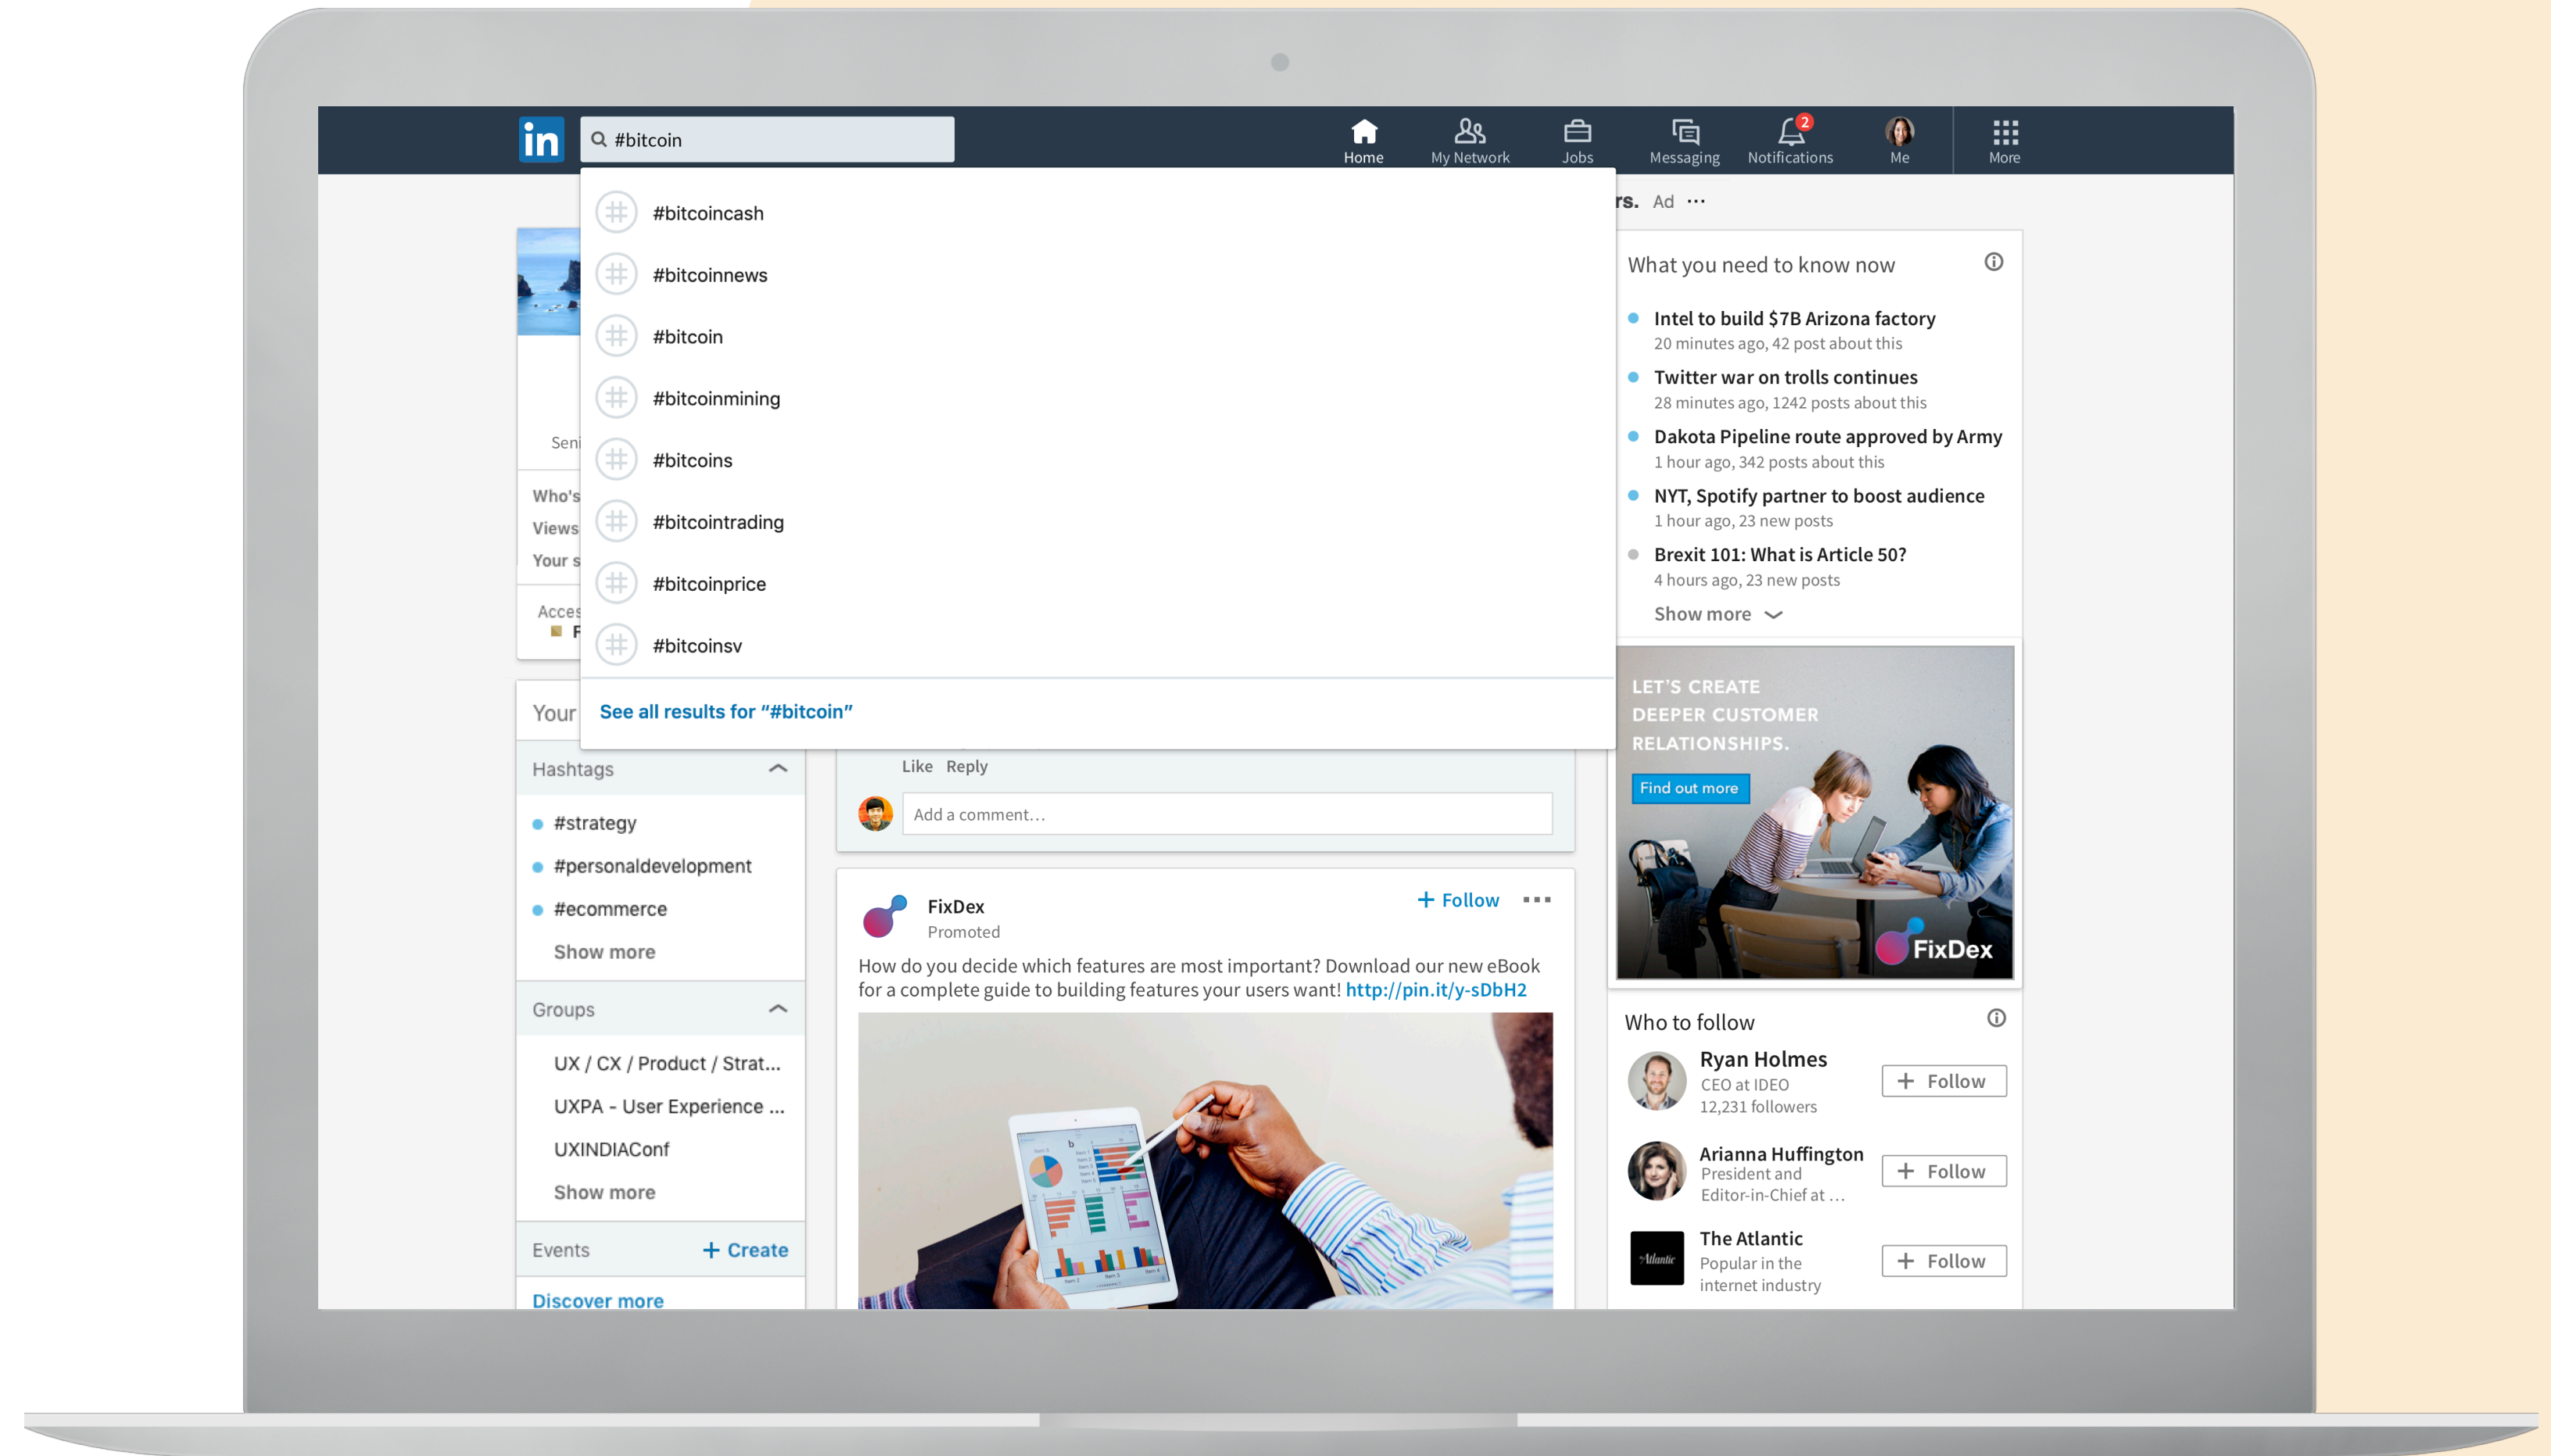 in
#bitcoin
Home
My Network
Jobs
Messaging
2
Notifications
Me
More
#bitcoincash
#bitcoinnews
#bitcoin
#bitcoinmining
#bitcoins
#bitcointrading
#bitcoinprice
#bitcoinsv
See all results for “#bitcoin”
Seni
Who's
Views
Your s
Acces
F
Your
Hashtags
#strategy
#personaldevelopment
#ecommerce
Show more
Groups
UX / CX / Product / Strat...
UXPA - User Experience ...
UXINDIAConf
Show more
Events
+ Create
Discover more
Like Reply
Add a comment…
FixDex
Promoted
+ Follow
How do you decide which features are most important? Download our new eBook
for a complete guide to building features your users want! http://pin.it/y-sDbH2
rs. Ad ···
What you need to know now
Intel to build $7B Arizona factory
20 minutes ago, 42 post about this
Twitter war on trolls continues
28 minutes ago, 1242 posts about this
Dakota Pipeline route approved by Army
1 hour ago, 342 posts about this
NYT, Spotify partner to boost audience
1 hour ago, 23 new posts
Brexit 101: What is Article 50?
4 hours ago, 23 new posts
Show more
LET’S CREATE
DEEPER CUSTOMER
RELATIONSHIPS.
Find out more
FixDex
Who to follow
Ryan Holmes
CEO at IDEO
12,231 followers
+ Follow
Arianna Huffington
President and
Editor-in-Chief at …
+ Follow
Atlantic
The Atlantic
Popular in the
internet industry
+ Follow